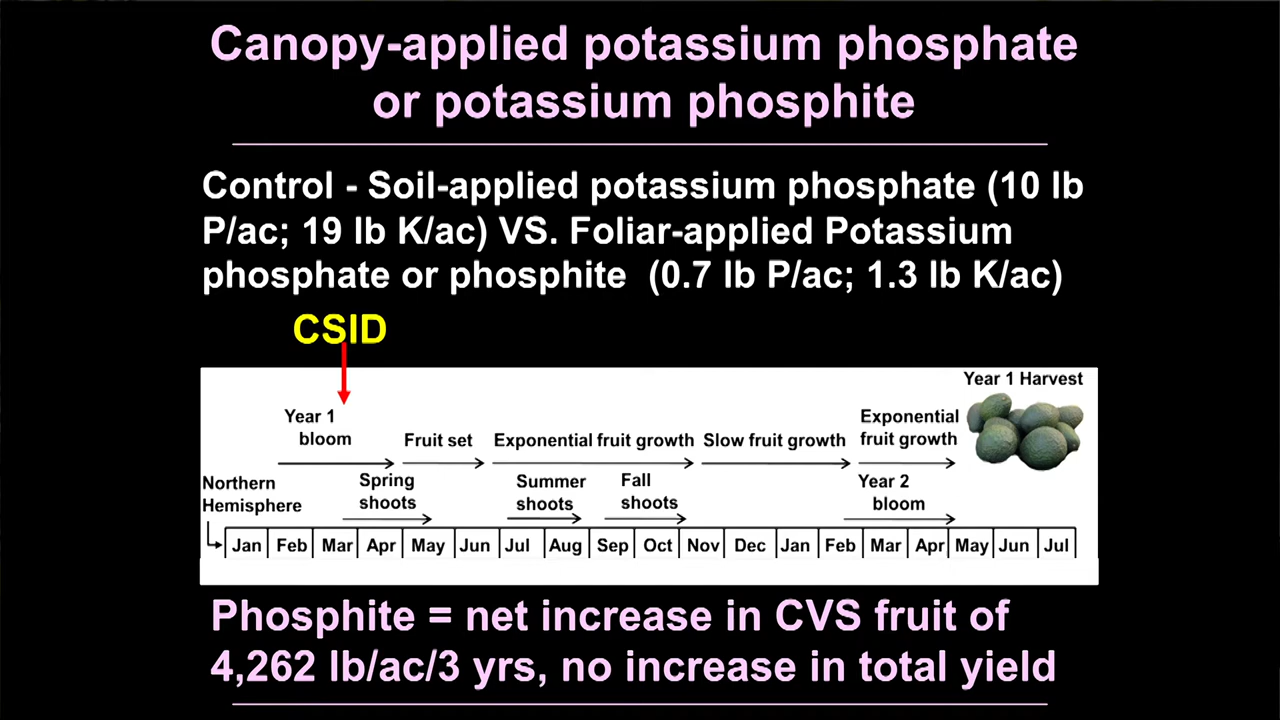 Canopy-applied potassium phosphate
or potassium phosphite
Control - Soil-applied potassium phosphate (10 lb
P/ac; 19 lb K/ac) VS. Foliar-applied Potassium
phosphate or phosphite (0.7 lb P/ac; 1.3 lb K/ac)
CSID
Year 1 Harvest
Year 1
bloom
Fruit set
Exponential fruit growth
Slow fruit growth
Exponential
fruit growth
Northern
Hemisphere
Spring
shoots
Summer
shoots
Fall
shoots
Year 2
bloom
Jan Feb Mar Apr May Jun Jul Aug Sep Oct Nov Dec Jan Feb Mar Apr May Jun Jul
Phosphite = net increase in CVS fruit of
4,262 lb/ac/3 yrs, no increase in total yield